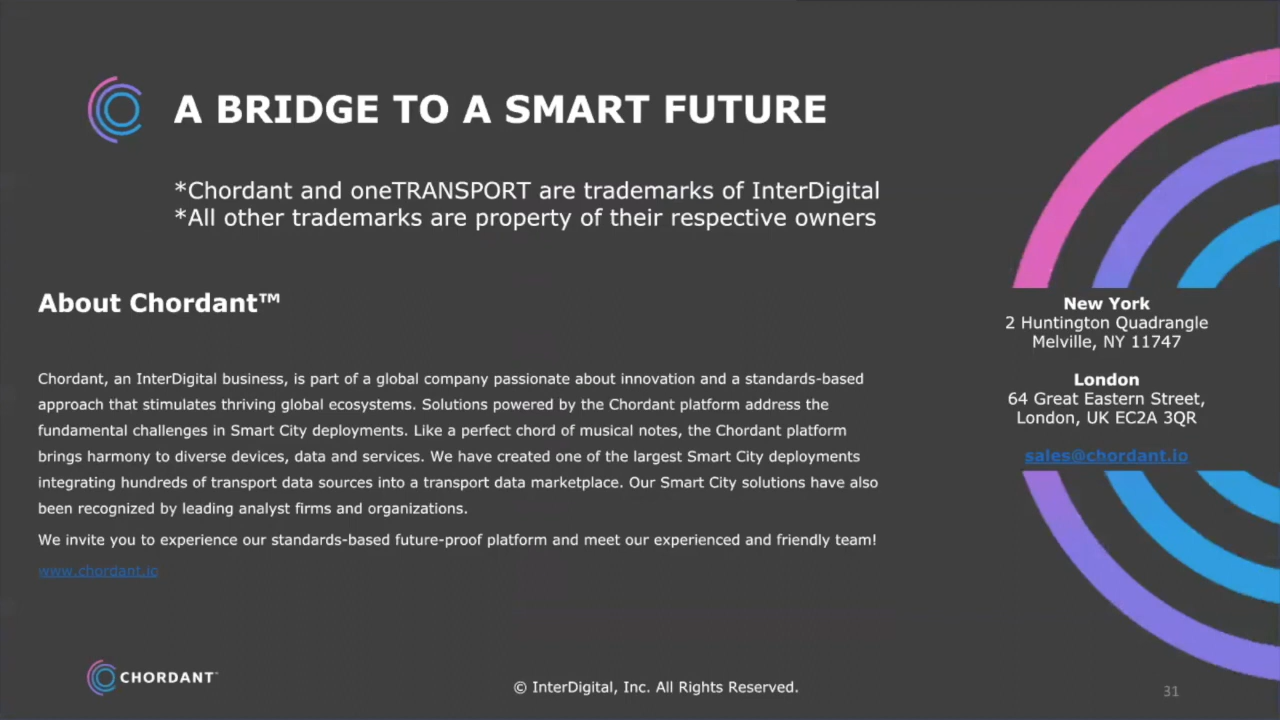 A BRIDGE TO A SMART FUTURE
*Chordant and oneTRANSPORT are trademarks of InterDigital
*All other trademarks are property of their respective owners
About Chordant™
Chordant, an InterDigital business, is part of a global company passionate about innovation and a standards-based
approach that stimulates thriving global ecosystems. Solutions powered by the Chordant platform address the
fundamental challenges in Smart City deployments. Like a perfect chord of musical notes, the Chordant platform
brings harmony to diverse devices, data and services. We have created one of the largest Smart City deployments
integrating hundreds of transport data sources into a transport data marketplace. Our Smart City solutions have also
been recognized by leading analyst firms and organizations.
We invite you to experience our standards-based future-proof platform and meet our experienced and friendly team!
www.chordant.io
New York
2 Huntington Quadrangle
Melville, NY 11747
London
64 Great Eastern Street,
London, UK EC2A 3QR
sales@chordant.io
CHORDANT™
© InterDigital, Inc. All Rights Reserved.
31